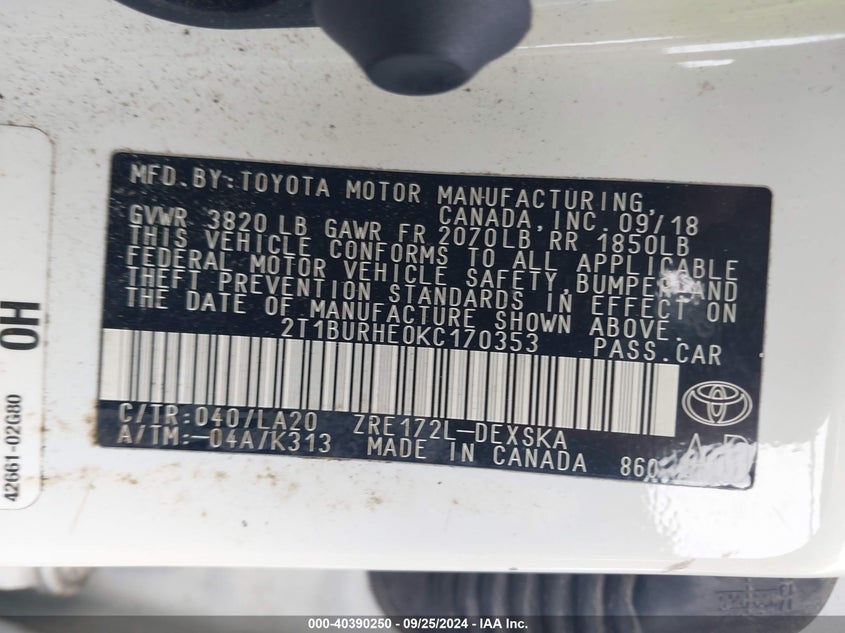 MFD.BY:TOYOTA MOTOR MANUFACTURING,
CANADA, INC. 09/18
GVWR 3820 LB GAWR FR 2070LB RR 1850LB
THIS VEHICLE CONFORMS TO ALL APPLICABLE
FEDERAL MOTOR VEHICLE SAFETY, BUMPER, AND
THEFT PREVENTION STANDARDS IN EFFECT ON
THE DATE OF MANUFACTURE SHOWN ABOVE.
2T1BURHE0KC170353 PASS.CAR
C/TR:040/LA20 ZRE172L-DEXSKA
A/TM:-04A/K313 MADE IN CANADA
42661-02G80 0H
000-40390250 - 09/25/2024 - IAA Inc.